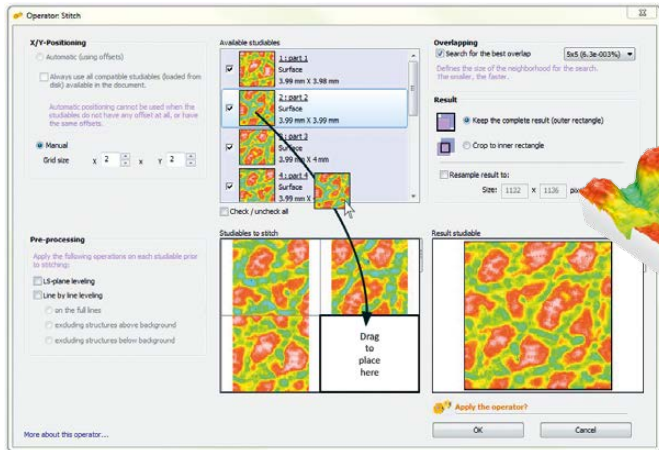 Operator: Stitch
X/Y-Positioning
Automatic (using offsets)
Always use all compatible studiables (loaded from
disk) available in the document.
Automatic positioning cannot be used when the
studiables do not have any offset at all, or have
the same offsets.
Manual
Grid size X 2 x Y 2
Pre-processing
Apply the following operations on each studiable prior
to stitching:
LS-plane leveling
Line by line leveling
on the full lines
excluding structures above background
excluding structures below background
More about this operator...
Available studiables
1: part 1
Surface
3.99 mm X 3.98 mm
2: part 2
Surface
3.99 mm X 3.99 mm
3: part 3
Surface
3.99 mm X 4 mm
4: part 4
Surface
3.99 mm X
Check / uncheck all
Studiables to stitch
Drag
to
place
here
Overlapping
Search for the best overlap 5x5 (6.3e-003%)
Defines the size of the neighborhood for the search.
The smaller, the faster.
Result
Keep the complete result (outer rectangle)
Crop to inner rectangle
Resample result to:
Size: 1132 X 1126
Result studiable
Apply the operator?
OK Cancel